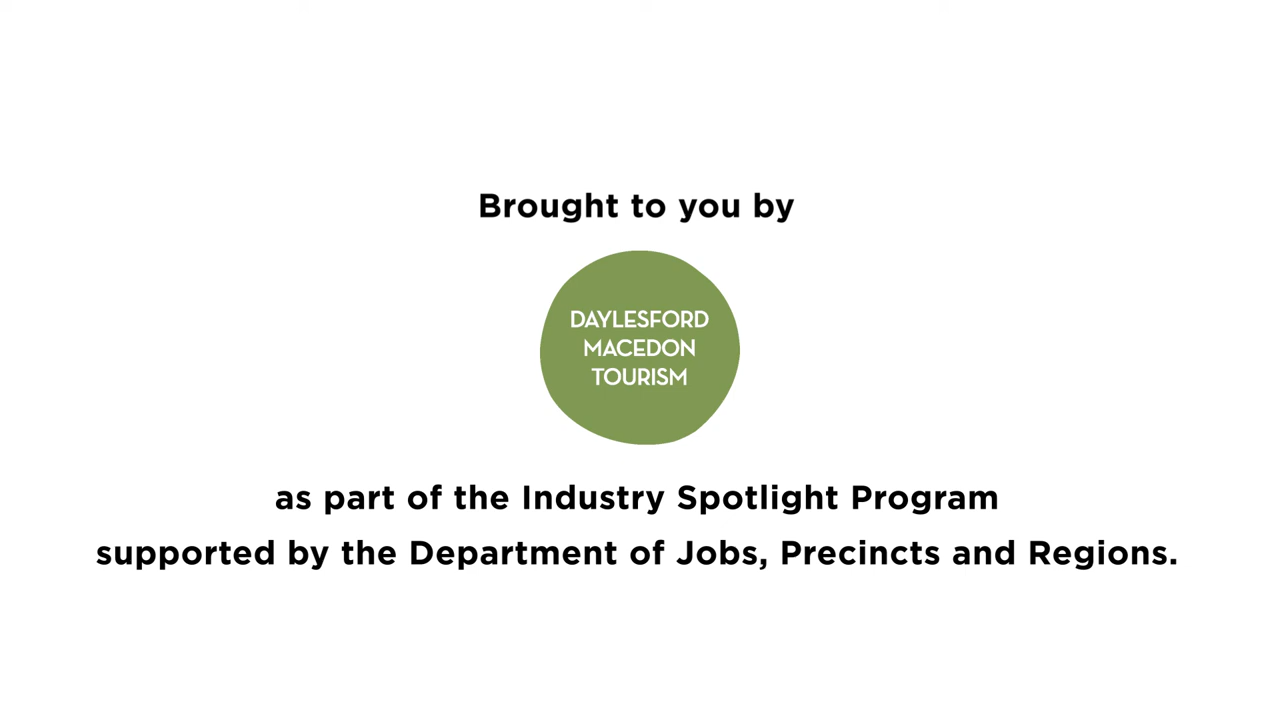 Brought to you by
DAYLESFORD
MACEDON
TOURISM
as part of the Industry Spotlight Program
supported by the Department of Jobs, Precincts and Regions.